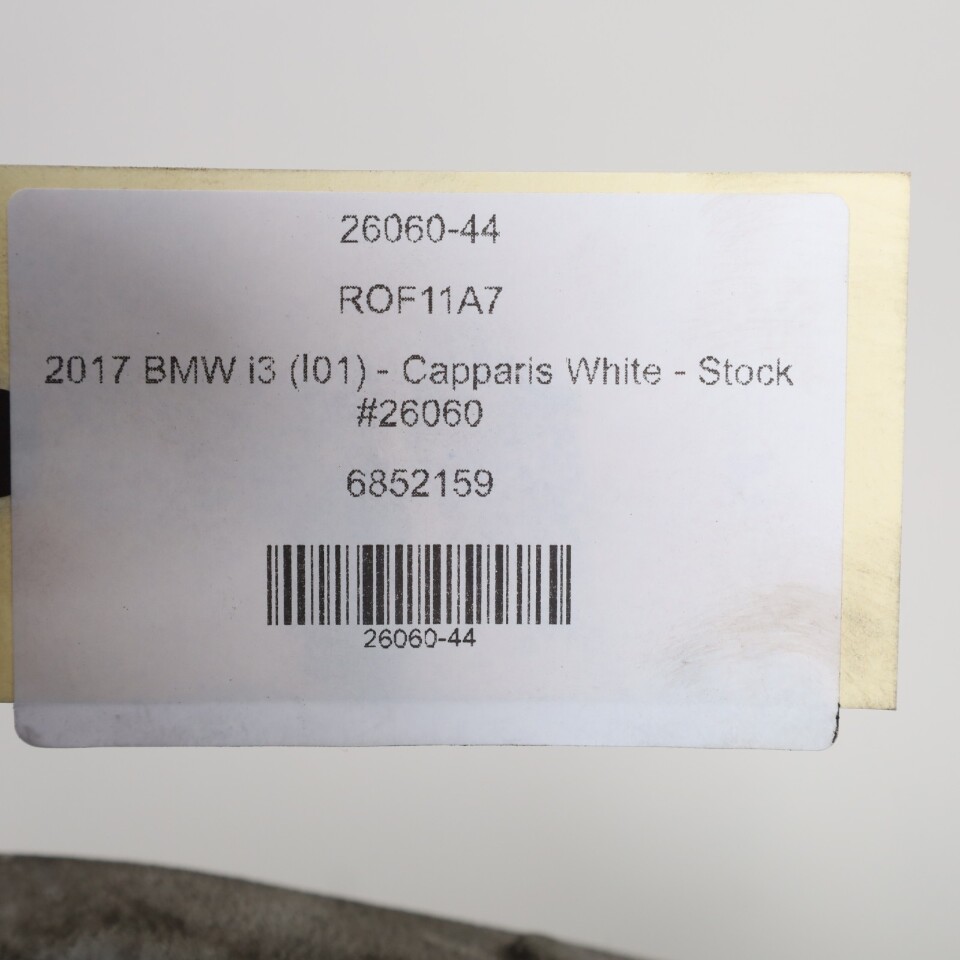 26060-44
ROF11A7
2017 BMW i3 (I01) - Capparis White - Stock
#26060
6852159
26060-44